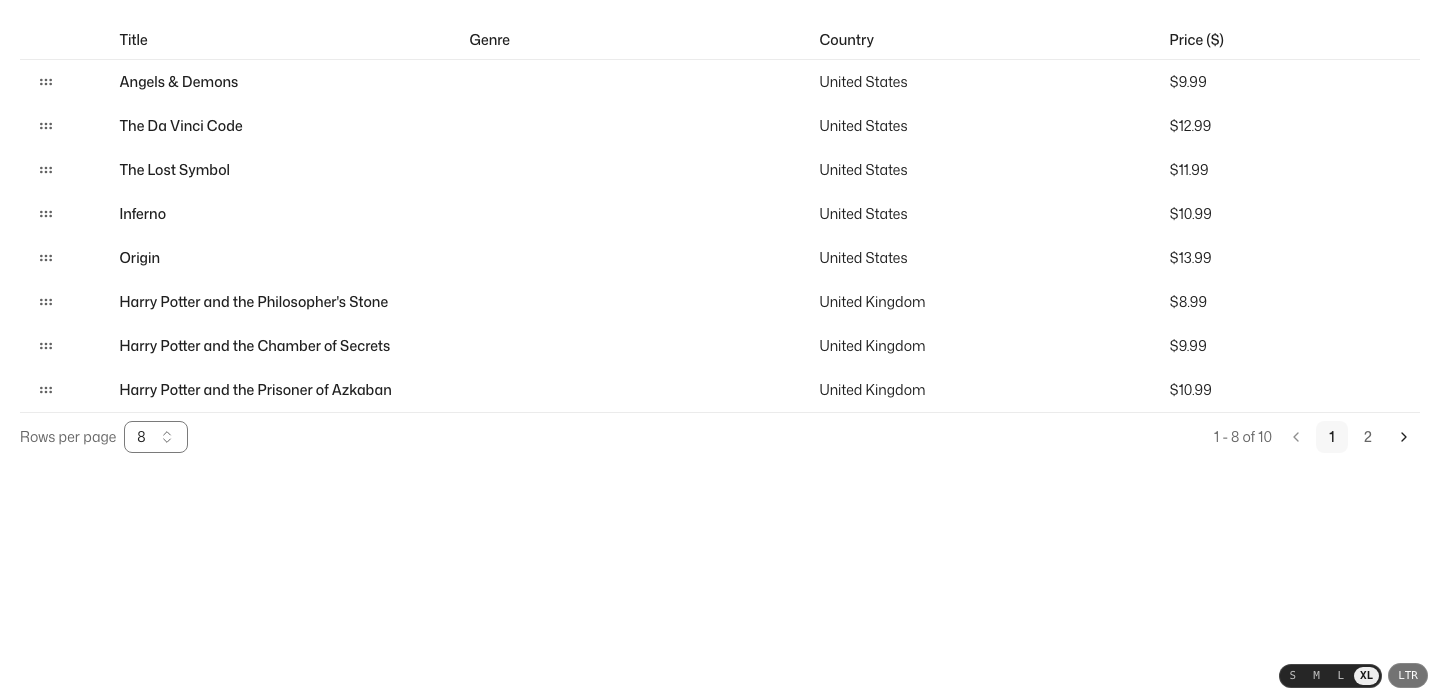 Title Genre Country Price ($)
Angels & Demons United States $9.99
The Da Vinci Code United States $12.99
The Lost Symbol United States $11.99
Inferno United States $10.99
Origin United States $13.99
Harry Potter and the Philosopher's Stone United Kingdom $8.99
Harry Potter and the Chamber of Secrets United Kingdom $9.99
Harry Potter and the Prisoner of Azkaban United Kingdom $10.99
Rows per page 8 1 - 8 of 10 1 2
S M L XL LTR